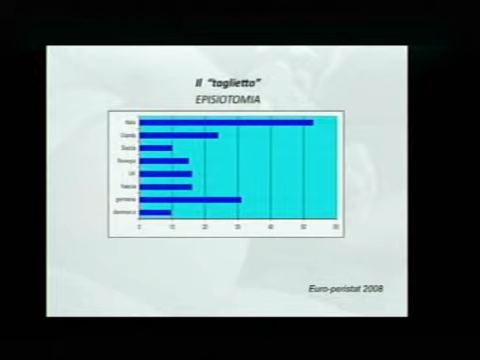 Il "taglietto"
EPISIOTOMIA
Italia
Olanda
Svezia
Norvegia
UK
francia
germania
danimarca
0 10 20 30 40 50 60
Euro-peristat 2008